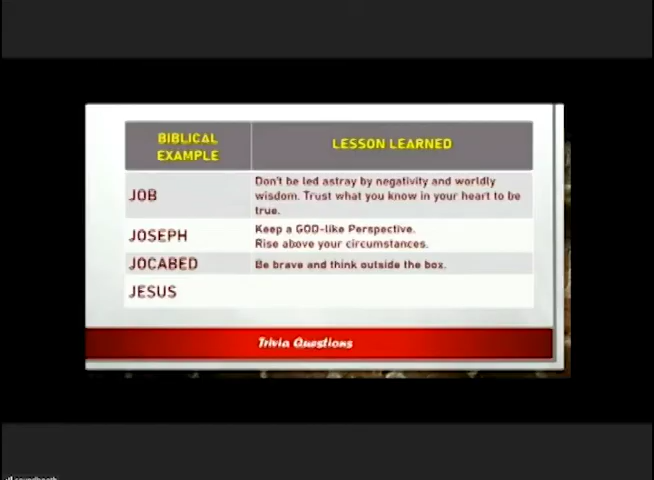 BIBLICAL
EXAMPLE
LESSON LEARNED
JOB
Don't be led astray by negativity and worldly
wisdom. Trust what you know in your heart to be
true.
JOSEPH
Keep a GOD-like Perspective.
Rise above your circumstances.
JOCABED
Be brave and think outside the box.
JESUS
Trivia Questions